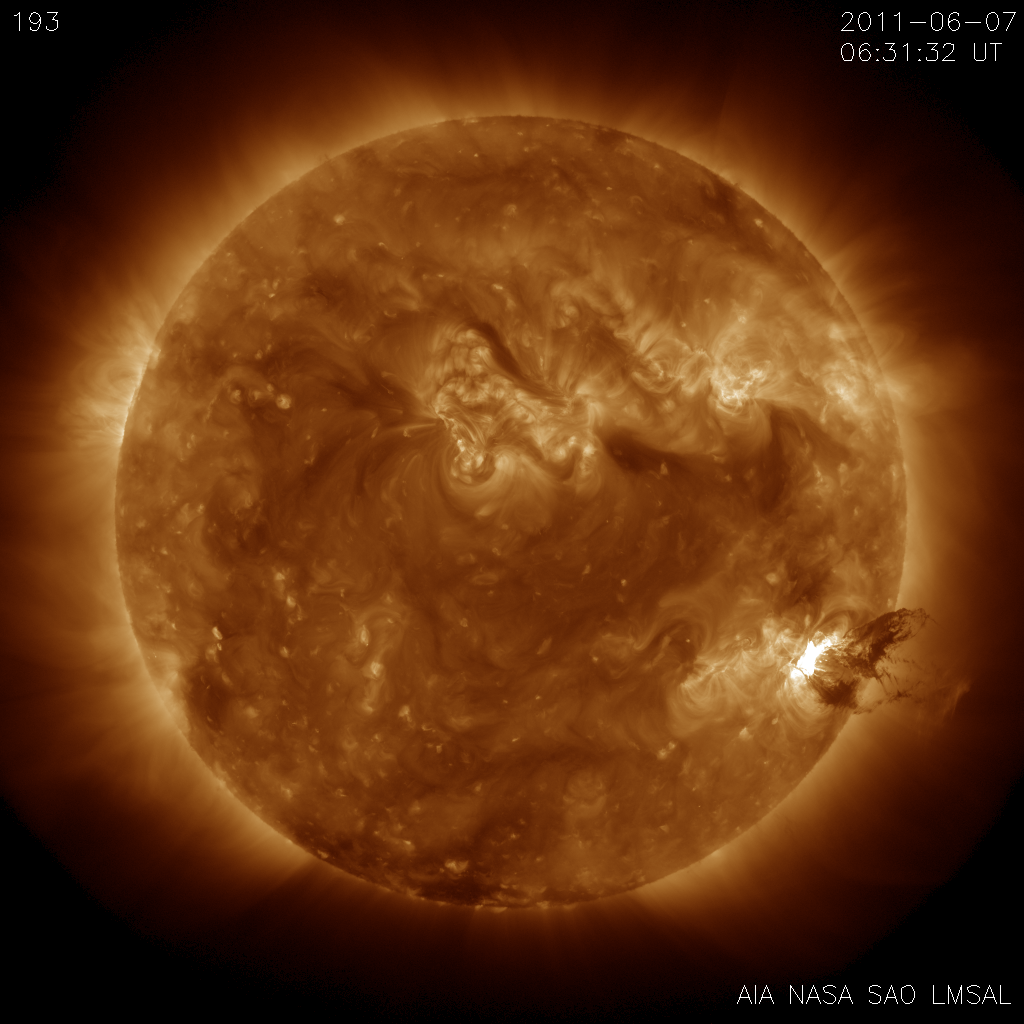 193
2011-06-07
06:31:32 UT
AIA NASA SAO LMSAL